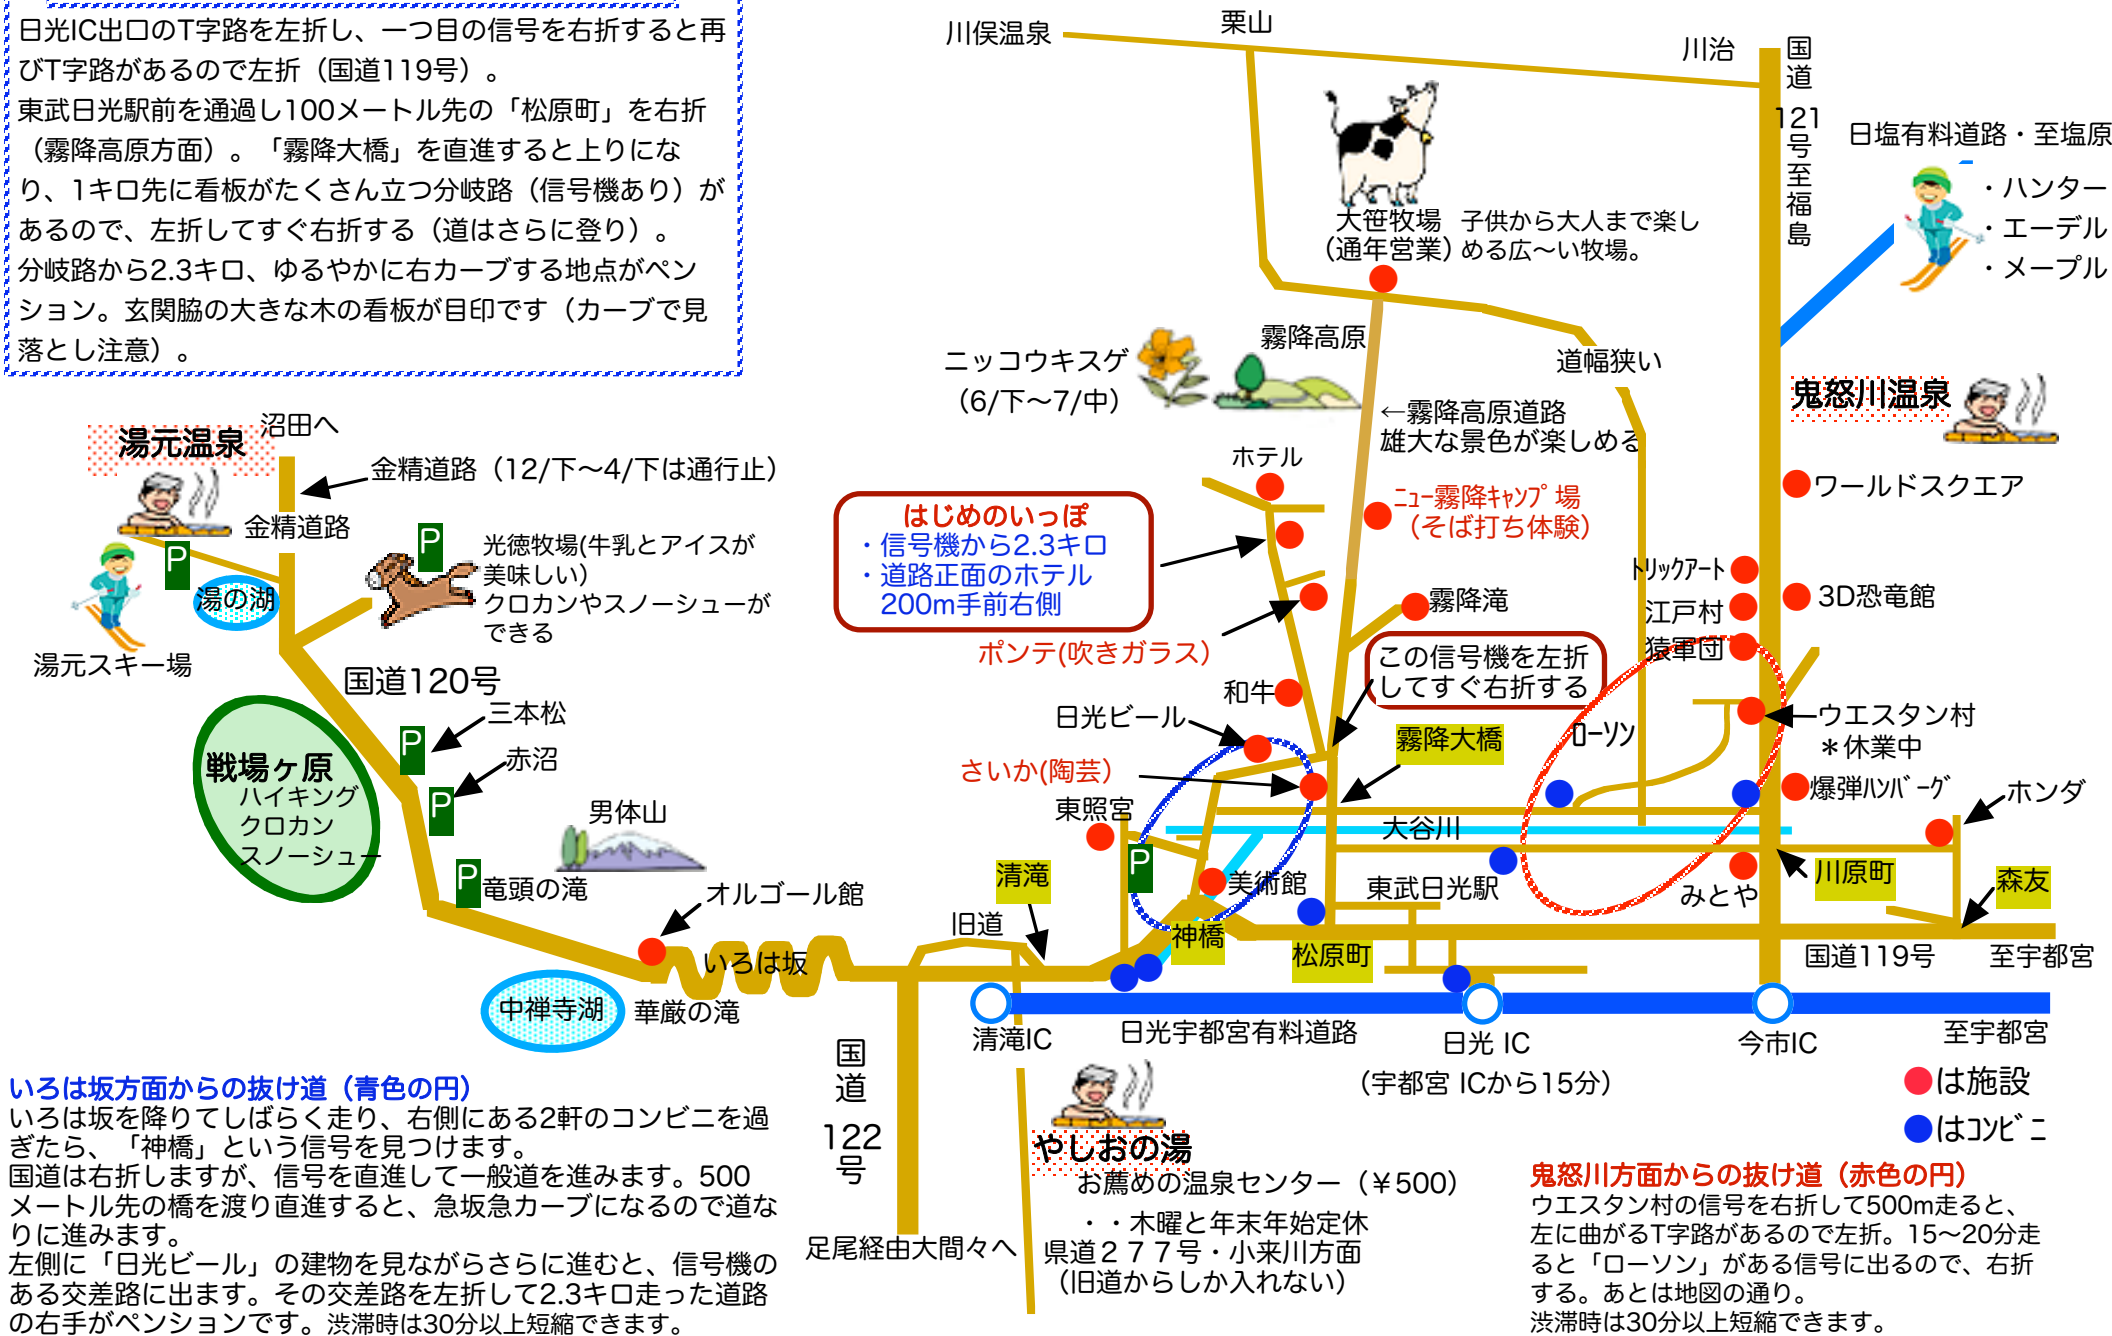 日光IC出口のT字路を左折し、一つ目の信号を右折すると再
びT字路があるので左折（国道119号）。
東武日光駅前を通過し100メートル先の「松原町」を右折
（霧降高原方面）。「霧降大橋」を直進すると上りにな
り、1キロ先に看板がたくさん立つ分岐路（信号機あり）が
あるので、左折してすぐ右折する（道はさらに登り）。
分岐路から2.3キロ、ゆるやかに右カーブする地点がペン
ション。玄関脇の大きな木の看板が目印です（カーブで見
落とし注意）。
川俣温泉
栗山
川治
国道121号至福島
日塩有料道路・至塩原
・ハンター
・エーデル
・メープル
大笹牧場
（通年営業）
子供から大人まで楽し
める広〜い牧場。
霧降高原
ニッコウキスゲ
（6/下〜7/中）
道幅狭い
←霧降高原道路
雄大な景色が楽しめる
鬼怒川温泉
ワールドスクエア
湯元温泉
沼田へ
金精道路（12/下〜4/下は通行止）
金精道路
P
P
光徳牧場(牛乳とアイスが
美味しい）
クロカンやスノーシューが
できる
湯の湖
湯元スキー場
国道120号
ホテル
はじめのいっぽ
・信号機から2.3キロ
・道路正面のホテル
200m手前右側
ニュー霧降キャンプ場
（そば打ち体験）
トリックアート
3D恐竜館
江戸村
猿軍団
霧降滝
ポンテ(吹きガラス）
この信号機を左折
してすぐ右折する
和牛
日光ビール
霧降大橋
ローソン
ウエスタン村
＊休業中
さいか(陶芸）
爆弾ハンバーグ
ホンダ
三本松
P
赤沼
P
戦場ヶ原
ハイキング
クロカン
スノーシュー
男体山
P
竜頭の滝
オルゴール館
東照宮
P
大谷川
清滝
美術館
東武日光駅
みとや
川原町
森友
旧道
いろは坂
神橋
松原町
国道119号
至宇都宮
中禅寺湖
華厳の滝
清滝IC
日光宇都宮有料道路
日光 IC
今市IC
至宇都宮
（宇都宮 ICから15分）
●は施設
●はコンビニ
国道122号
足尾経由大間々へ
やしおの湯
お薦めの温泉センター（￥500）
・・木曜と年末年始定休
県道２７７号・小来川方面
（旧道からしか入れない）
いろは坂方面からの抜け道（青色の円）
いろは坂を降りてしばらく走り、右側にある2軒のコンビニを過
ぎたら、「神橋」という信号を見つけます。
国道は右折しますが、信号を直進して一般道を進みます。500
メートル先の橋を渡り直進すると、急坂急カーブになるので道な
りに進みます。
左側に「日光ビール」の建物を見ながらさらに進むと、信号機の
ある交差路に出ます。その交差路を左折して2.3キロ走った道路
の右手がペンションです。渋滞時は30分以上短縮できます。
鬼怒川方面からの抜け道（赤色の円）
ウエスタン村の信号を右折して500m走ると、
左に曲がるT字路があるので左折。15〜20分走
ると「ローソン」がある信号に出るので、右折
する。あとは地図の通り。
渋滞時は30分以上短縮できます。